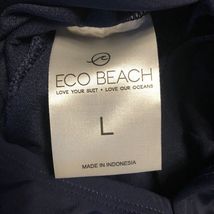 ECO BEACH
LOVE YOUR SUIT • LOVE OUR OCEANS
L
MADE IN INDONESIA